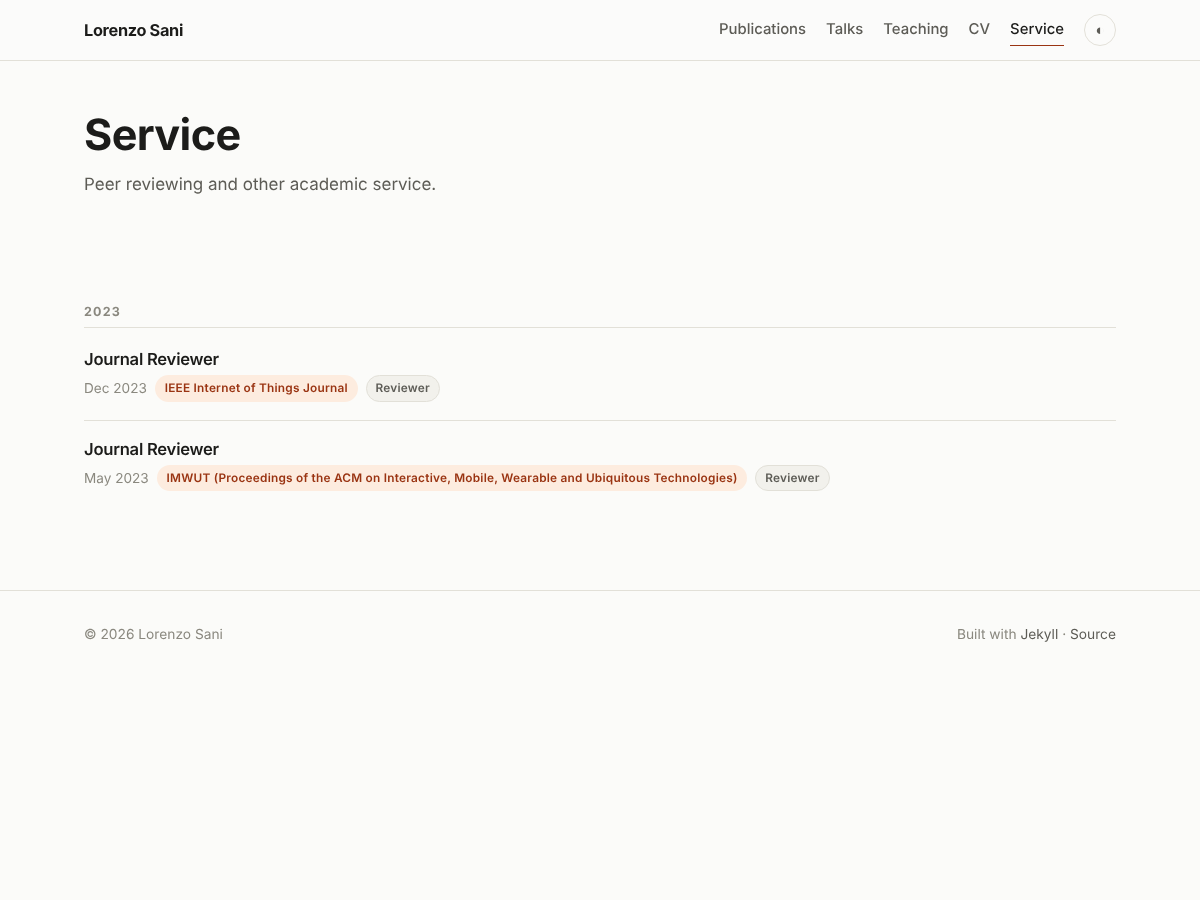 Lorenzo Sani
Publications Talks Teaching CV Service
Service
Peer reviewing and other academic service.
2023
Journal Reviewer
Dec 2023 IEEE Internet of Things Journal Reviewer
Journal Reviewer
May 2023 IMWUT (Proceedings of the ACM on Interactive, Mobile, Wearable and Ubiquitous Technologies) Reviewer
© 2026 Lorenzo Sani
Built with Jekyll · Source